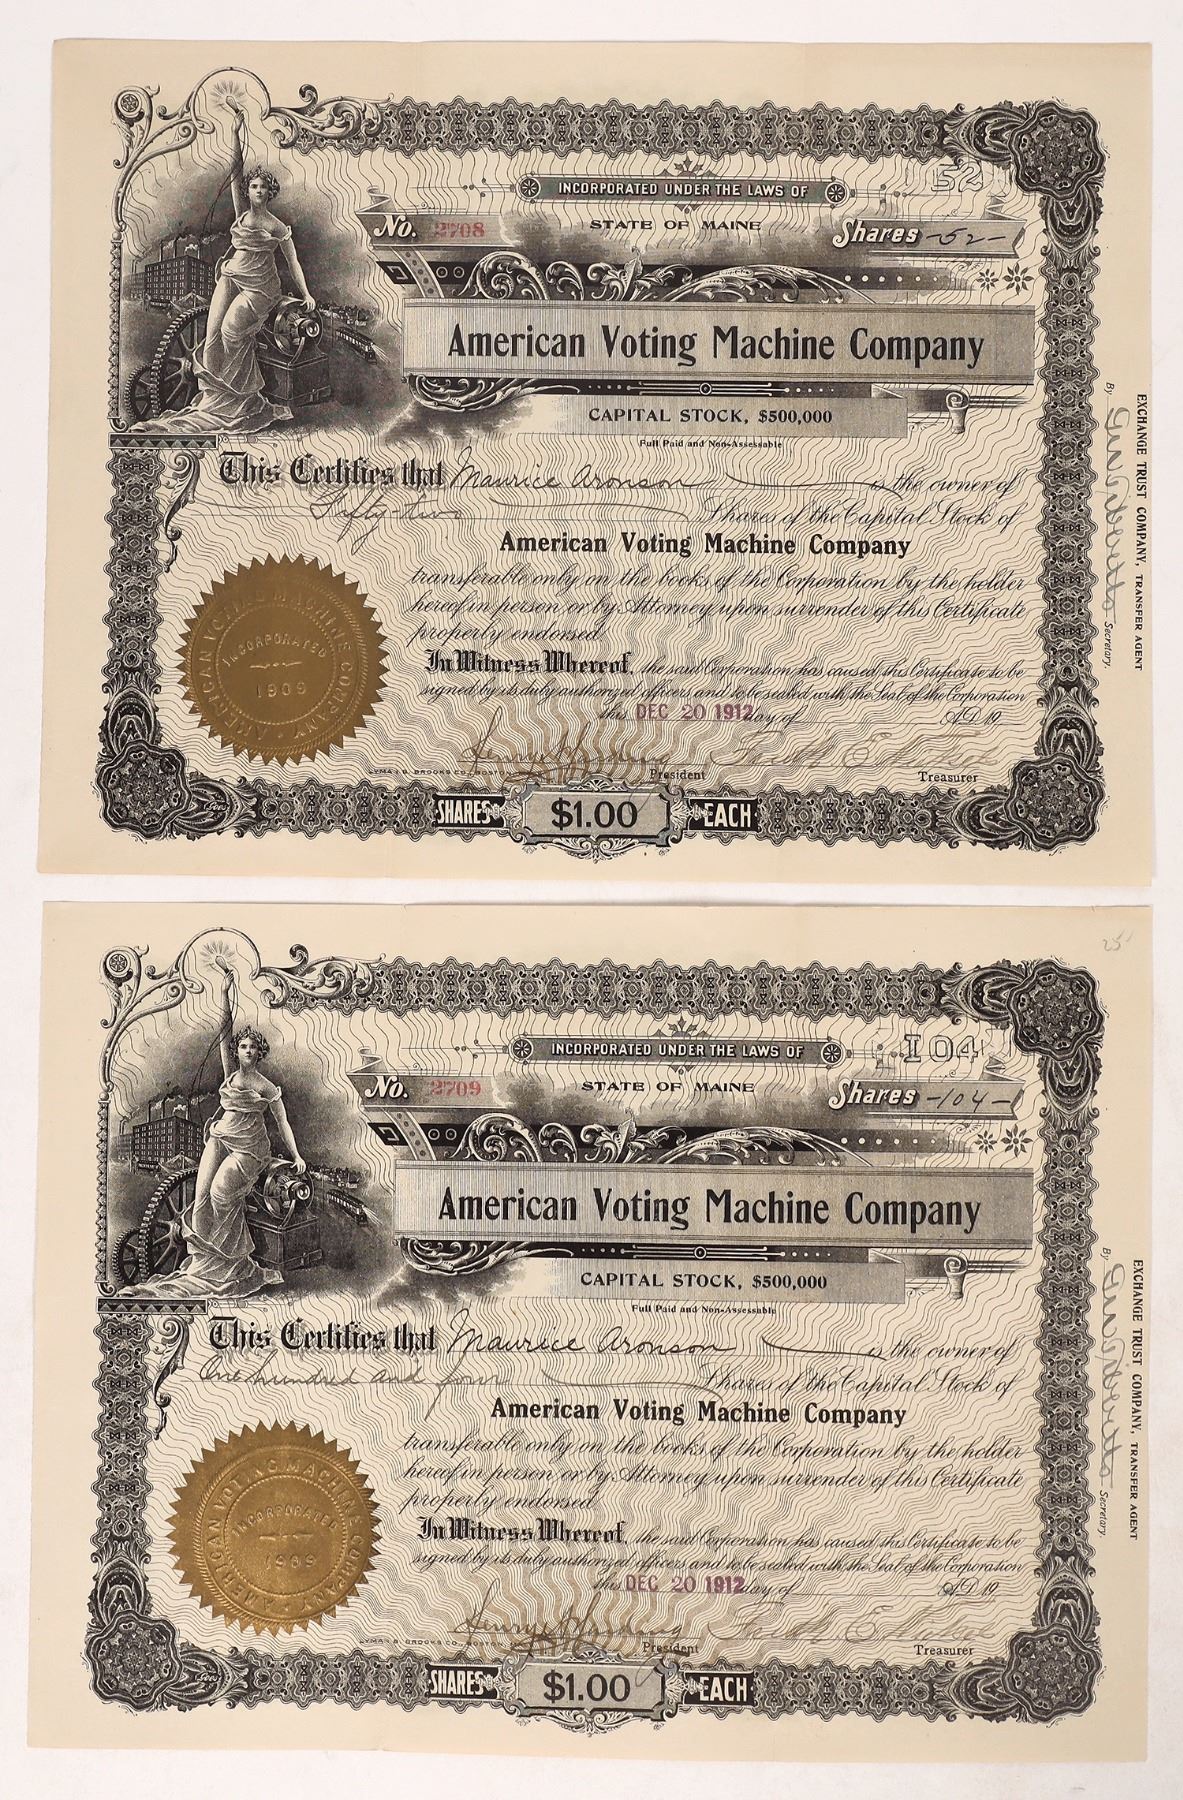 52
INCORPORATED UNDER THE LAWS OF
No. 2708
STATE OF MAINE
Shares -52-
American Voting Machine Company
CAPITAL STOCK, $500,000
Full Paid and Non-Assessable
This Certifies that Maurice Aronson is the owner of
Fifty-two Shares of the Capital Stock of
American Voting Machine Company
transferable only on the books of the Corporation by the holder
hereof in person or by Attorney upon surrender of this Certificate
properly endorsed.
In Witness Whereof, the said Corporation has caused this Certificate to be
signed by its duly authorized officers and to be sealed with the Seal of the Corporation
this DEC 20 1912 day of A.D. 19
President
Treasurer
AMERICAN VOTING MACHINE COMPANY
INCORPORATED
1909
SHARES $1.00 EACH
EXCHANGE TRUST COMPANY, TRANSFER AGENT
By Secretary.
25
104
INCORPORATED UNDER THE LAWS OF
No. 2709
STATE OF MAINE
Shares -104-
American Voting Machine Company
CAPITAL STOCK, $500,000
Full Paid and Non-Assessable
This Certifies that Maurice Aronson is the owner of
One hundred and four Shares of the Capital Stock of
American Voting Machine Company
transferable only on the books of the Corporation by the holder
hereof in person or by Attorney upon surrender of this Certificate
properly endorsed.
In Witness Whereof, the said Corporation has caused this Certificate to be
signed by its duly authorized officers and to be sealed with the Seal of the Corporation
this DEC 20 1912 day of A.D. 19
President
Treasurer
AMERICAN VOTING MACHINE COMPANY
INCORPORATED
1909
SHARES $1.00 EACH
EXCHANGE TRUST COMPANY, TRANSFER AGENT
By Secretary.